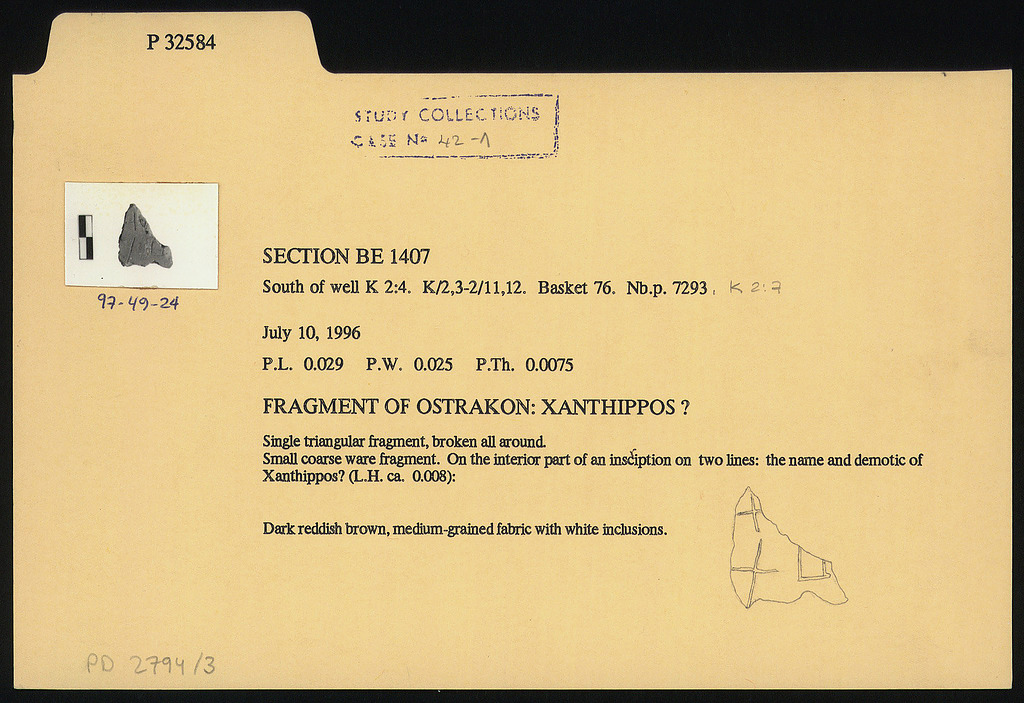 P 32584
STUDY COLLECTIONS
CASE No 42-A
97-49-24
SECTION BE 1407
South of well K 2:4. K/2,3-2/11,12. Basket 76. Nb.p. 7293. K 2:7
July 10, 1996
P.L. 0.029 P.W. 0.025 P.Th. 0.0075
FRAGMENT OF OSTRAKON: XANTHIPPOS ?
Single triangular fragment, broken all around.
Small coarse ware fragment. On the interior part of an insciption on two lines: the name and demotic of
Xanthippos? (L.H. ca. 0.008):
Dark reddish brown, medium-grained fabric with white inclusions.
PD 2794/3